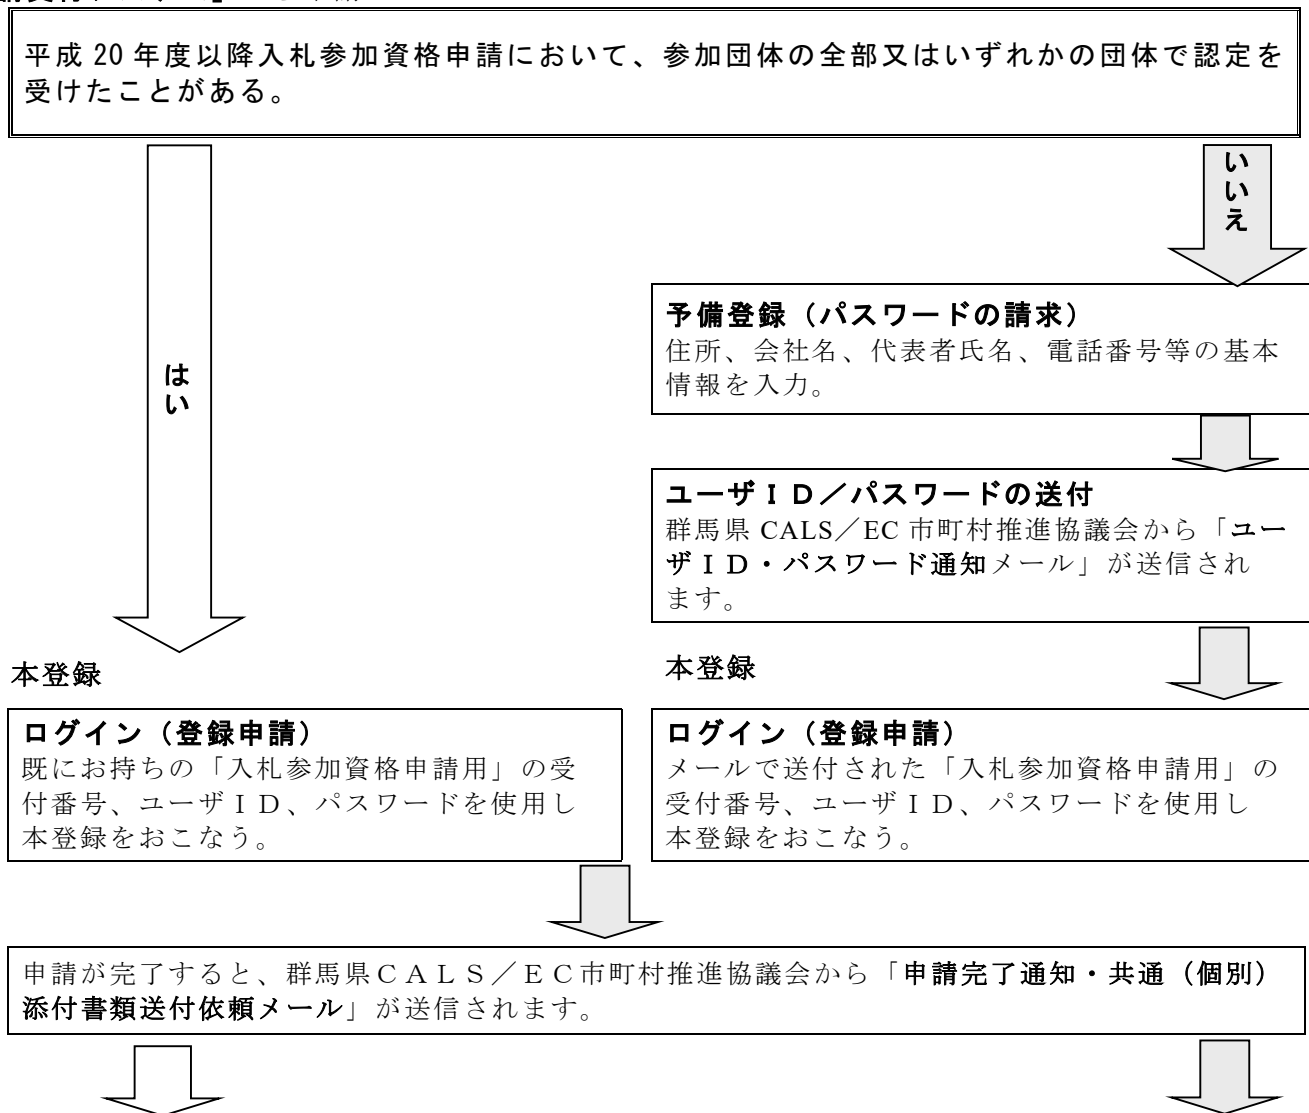 平成 20 年度以降入札参加資格申請において、参加団体の全部又はいずれかの団体で認定を
受けたことがある。
はい
いいえ
予備登録（パスワードの請求）
住所、会社名、代表者氏名、電話番号等の基本
情報を入力。
ユーザＩＤ／パスワードの送付
群馬県 CALS／EC 市町村推進協議会から「ユー
ザＩＤ・パスワード通知メール」が送信され
ます。
本登録
ログイン（登録申請）
既にお持ちの「入札参加資格申請用」の受
付番号、ユーザＩＤ、パスワードを使用し
本登録をおこなう。
本登録
ログイン（登録申請）
メールで送付された「入札参加資格申請用」の
受付番号、ユーザＩＤ、パスワードを使用し
本登録をおこなう。
申請が完了すると、群馬県ＣＡＬＳ／ＥＣ市町村推進協議会から「申請完了通知・共通（個別）
添付書類送付依頼メール」が送信されます。